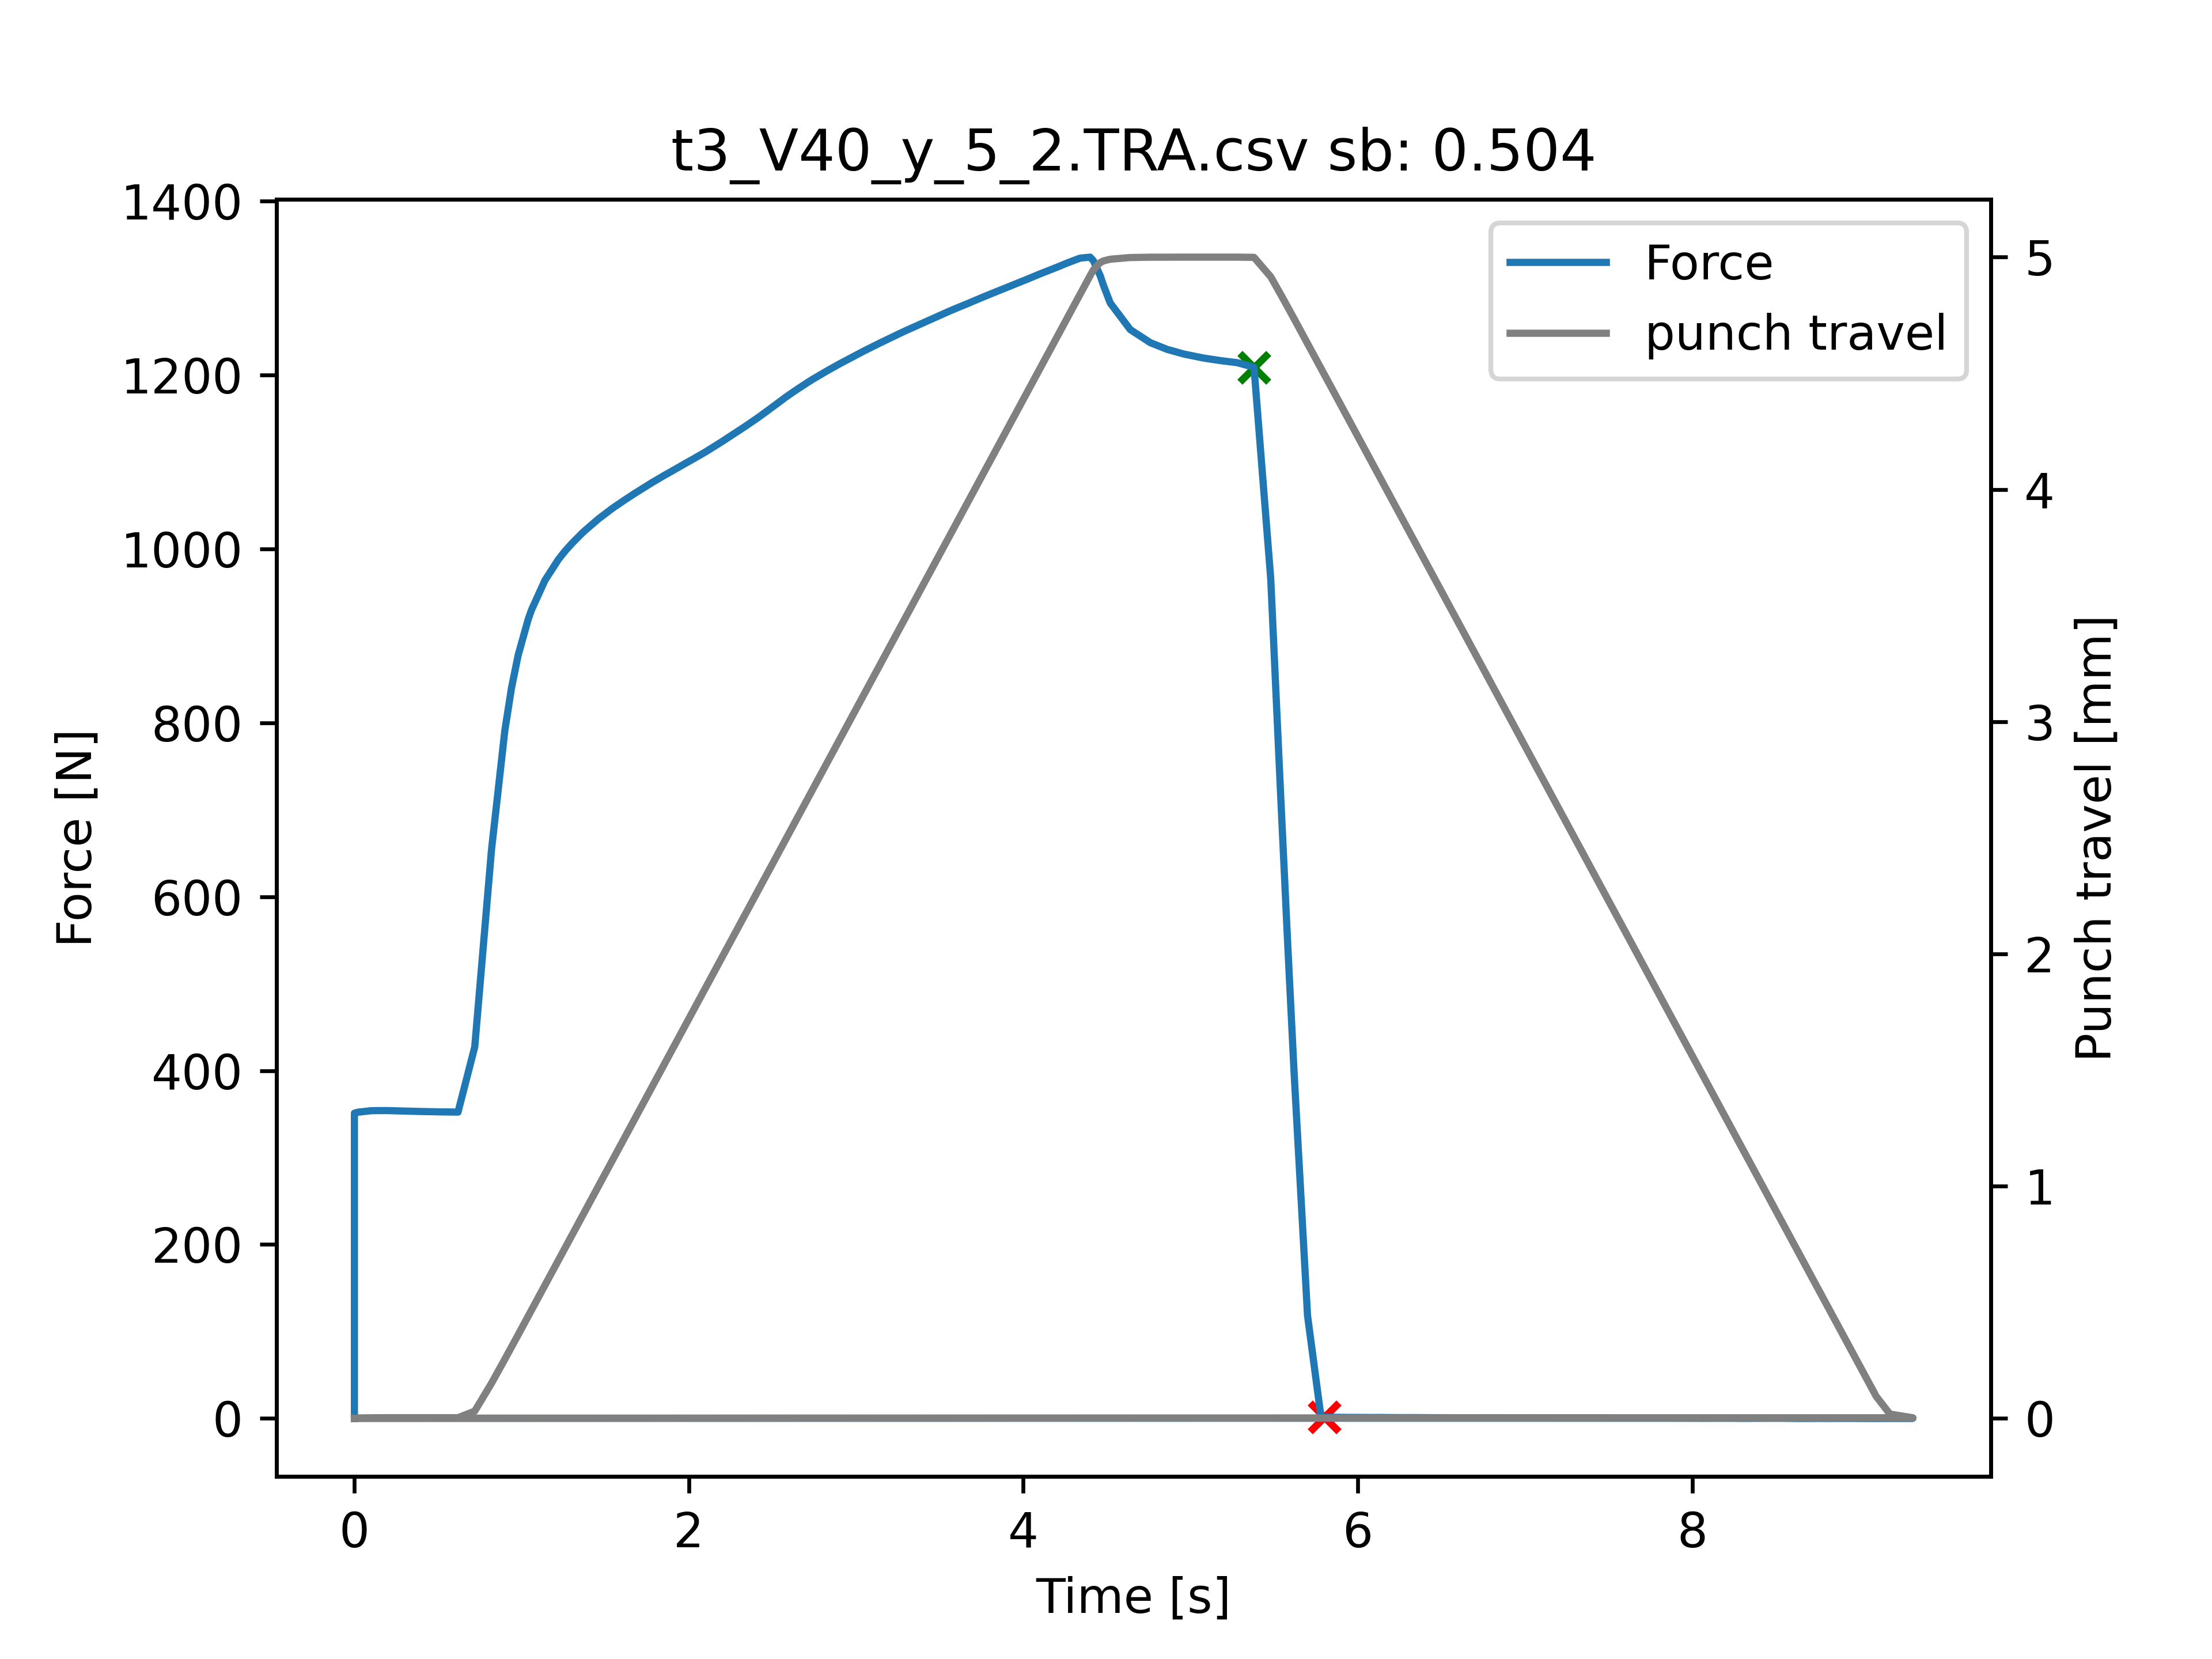 t3_V40_y_5_2.TRA.csv sb: 0.504
Force
punch travel
Force [N]
1400
1200
1000
800
600
400
200
0
Punch travel [mm]
5
4
3
2
1
0
0 2 4 6 8
Time [s]